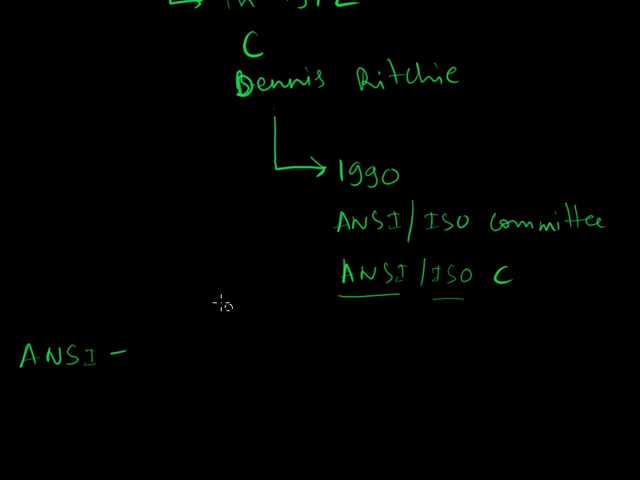 C
Dennis Ritchie
1990
ANSI/ISO committee
ANSI/ISO C
ANSI -